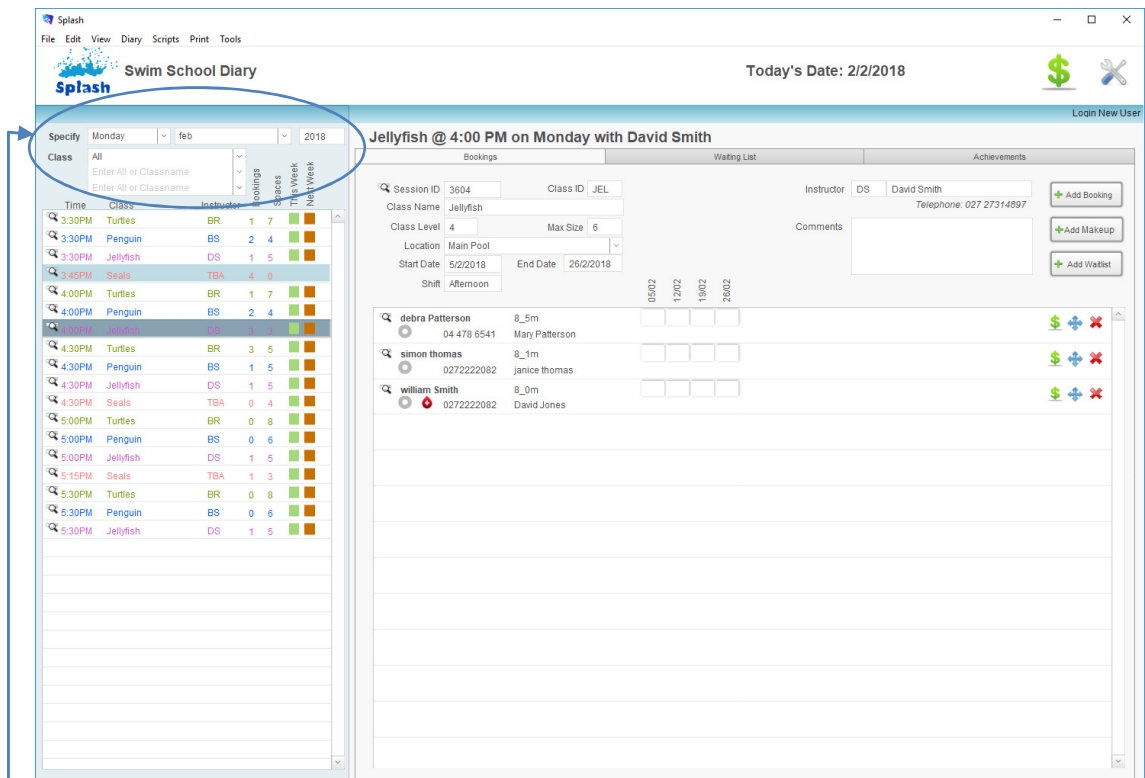 Splash
File Edit View Diary Scripts Print Tools
Splash
Swim School Diary
Today's Date: 2/2/2018
Login New User
Specify Monday feb 2018
Class All
Enter All or Classname
Enter All or Classname
Time Class Instructor Bookings Spaces This Week Next Week
3:30PM Turtles BR 1 7
3:30PM Penguin BS 2 4
3:30PM Jellyfish DS 1 5
3:45PM Seals TBA 4 0
4:00PM Turtles BR 1 7
4:00PM Penguin BS 2 4
4:00PM Jellyfish DS 3 3
4:30PM Turtles BR 3 5
4:30PM Penguin BS 1 5
4:30PM Jellyfish DS 1 5
4:30PM Seals TBA 0 4
5:00PM Turtles BR 0 8
5:00PM Penguin BS 0 6
5:00PM Jellyfish DS 1 5
5:15PM Seals TBA 1 3
5:30PM Turtles BR 0 8
5:30PM Penguin BS 0 6
5:30PM Jellyfish DS 1 5
Jellyfish @ 4:00 PM on Monday with David Smith
Bookings Waiting List Achievements
Session ID 3604 Class ID JEL Instructor DS David Smith
Telephone: 027 27314897
Class Name Jellyfish
Class Level 4 Max Size 6 Comments
Location Main Pool
Start Date 5/2/2018 End Date 26/2/2018
Shift Afternoon
+ Add Booking
+Add Makeup
+ Add Waitlist
05/02 12/02 19/02 26/02
debra Patterson 8_5m
04 478 6541 Mary Patterson
simon thomas 8_1m
0272222082 janice thomas
william Smith 8_0m
0272222082 David Jones